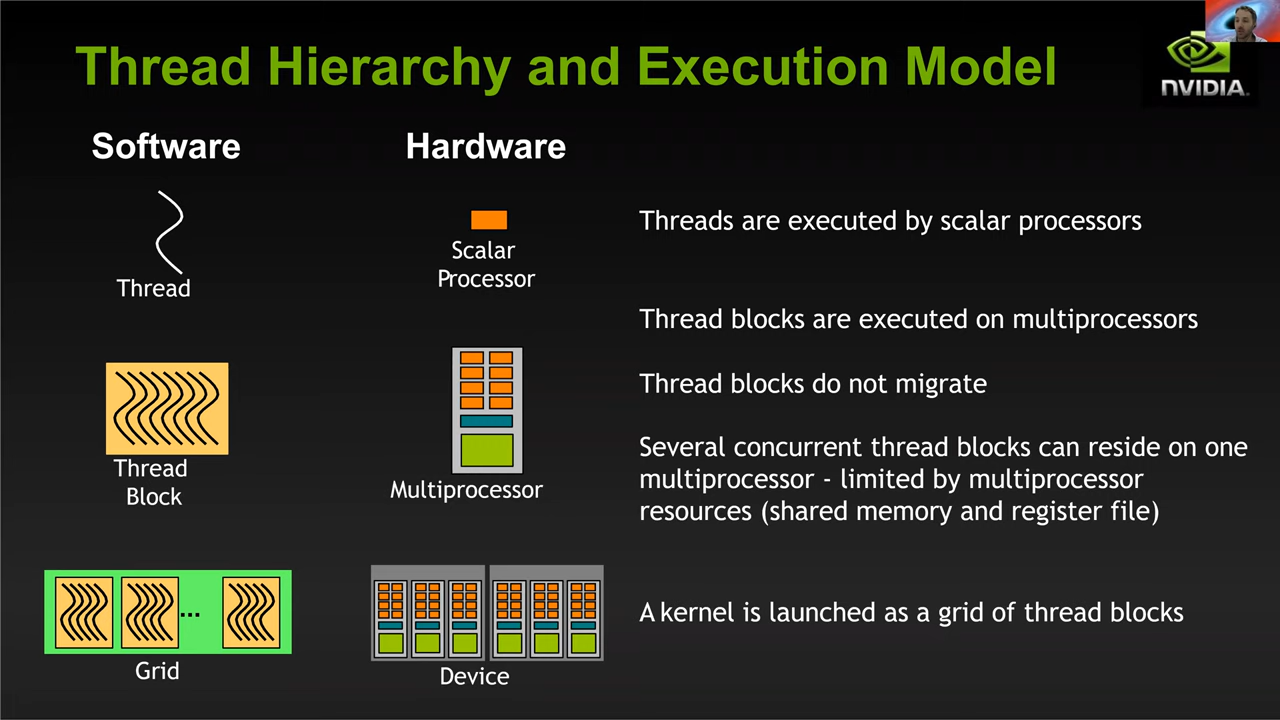 Thread Hierarchy and Execution Model
NVIDIA.
Software
Hardware
Thread
Scalar
Processor
Threads are executed by scalar processors
Thread
Block
Multiprocessor
Thread blocks are executed on multiprocessors
Thread blocks do not migrate
Several concurrent thread blocks can reside on one
multiprocessor - limited by multiprocessor
resources (shared memory and register file)
...
Grid
Device
A kernel is launched as a grid of thread blocks